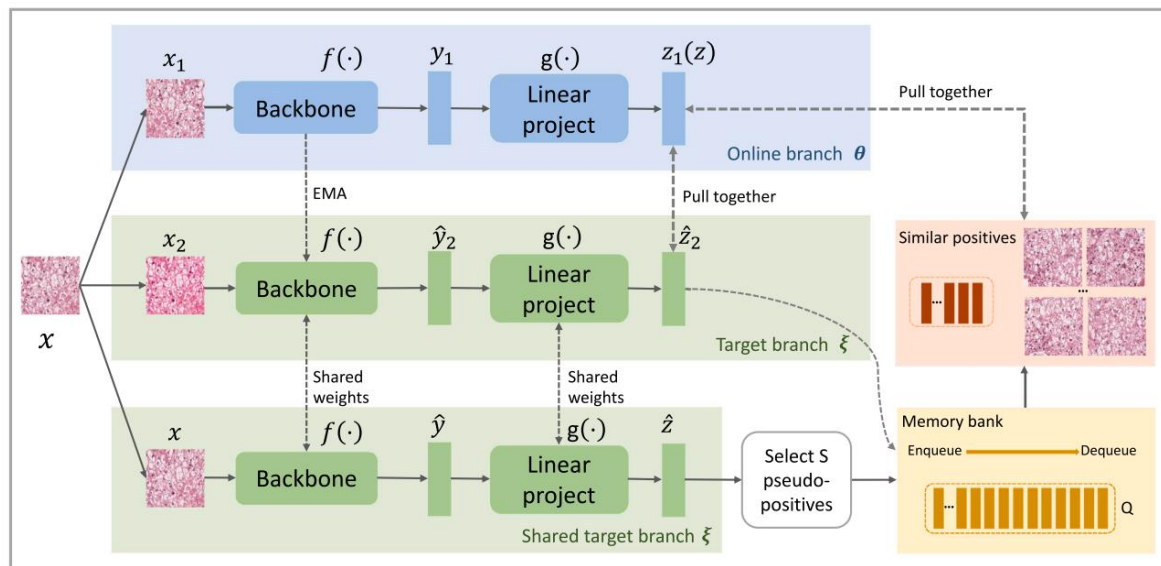 x₁
f(·)
y₁
g(·)
z₁(z)
Backbone
Linear
project
Pull together
Online branch θ
EMA
Pull together
x₂
f(·)
ŷ₂
g(·)
ẑ₂
Backbone
Linear
project
Target branch ξ
x
Similar positives
...
...
Shared
weights
Shared
weights
x
f(·)
ŷ
g(·)
ẑ
Backbone
Linear
project
Shared target branch ξ
Select S
pseudo-
positives
Memory bank
Enqueue
Dequeue
...
Q